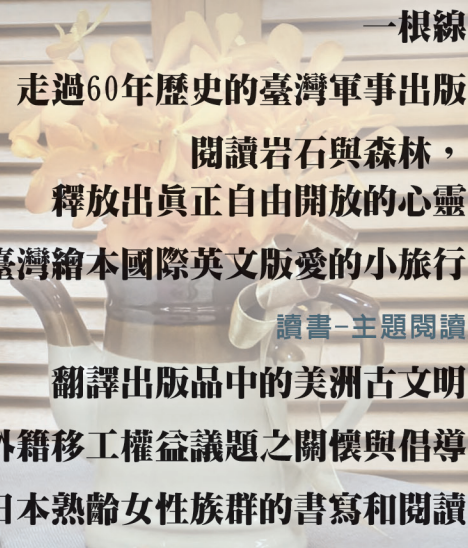 一根線
走過60年歷史的臺灣軍事出版
閱讀岩石與森林，
釋放出眞正自由開放的心靈
臺灣繪本國際英文版愛的小旅行
讀書-主題閱讀
翻譯出版品中的美洲古文明
外籍移工權益議題之關懷與倡導
日本熟齡女性族群的書寫和閱讀